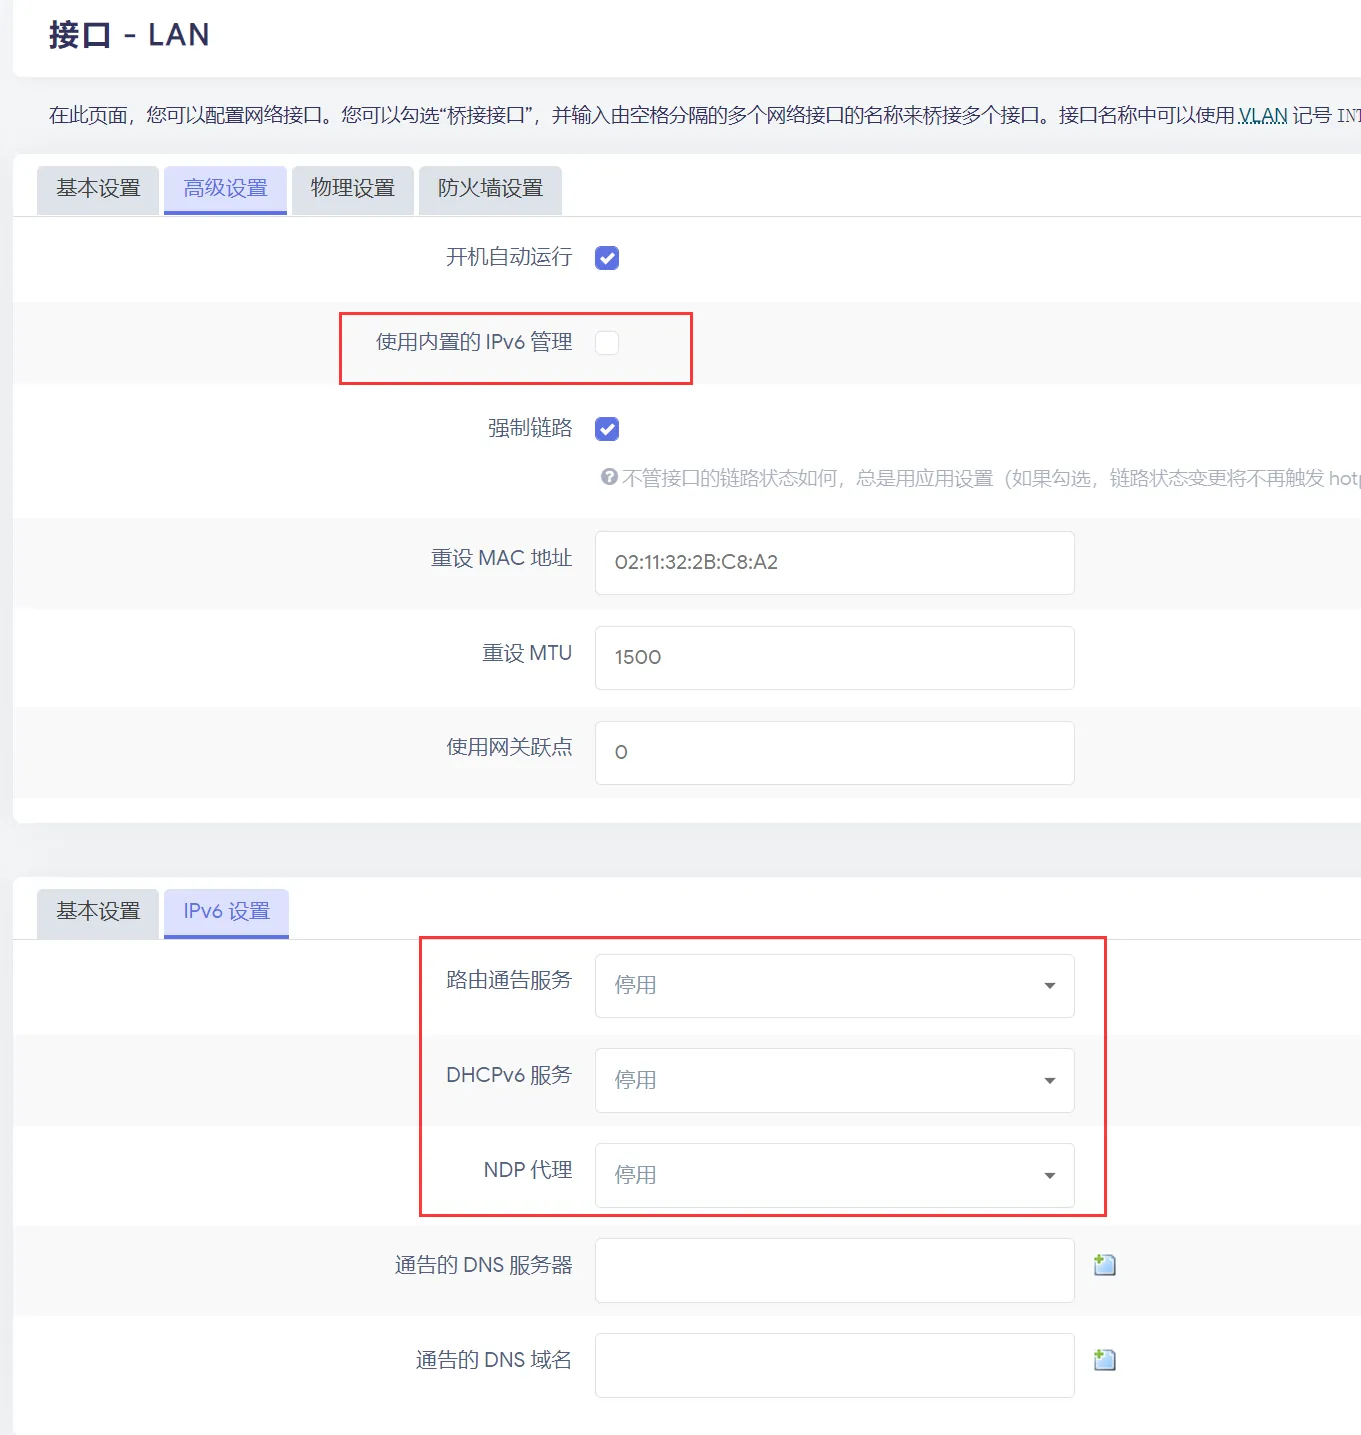 接口 - LAN
在此页面，您可以配置网络接口。您可以勾选“桥接接口”，并输入由空格分隔的多个网络接口的名称来桥接多个接口。接口名称中可以使用 VLAN 记号 INT
基本设置 高级设置 物理设置 防火墙设置
开机自动运行
使用内置的 IPv6 管理
强制链路
不管接口的链路状态如何，总是用应用设置（如果勾选，链路状态变更将不再触发 hotp
重设 MAC 地址 02:11:32:2B:C8:A2
重设 MTU 1500
使用网关跃点 0
基本设置 IPv6 设置
路由通告服务 停用
DHCPv6 服务 停用
NDP 代理 停用
通告的 DNS 服务器
通告的 DNS 域名